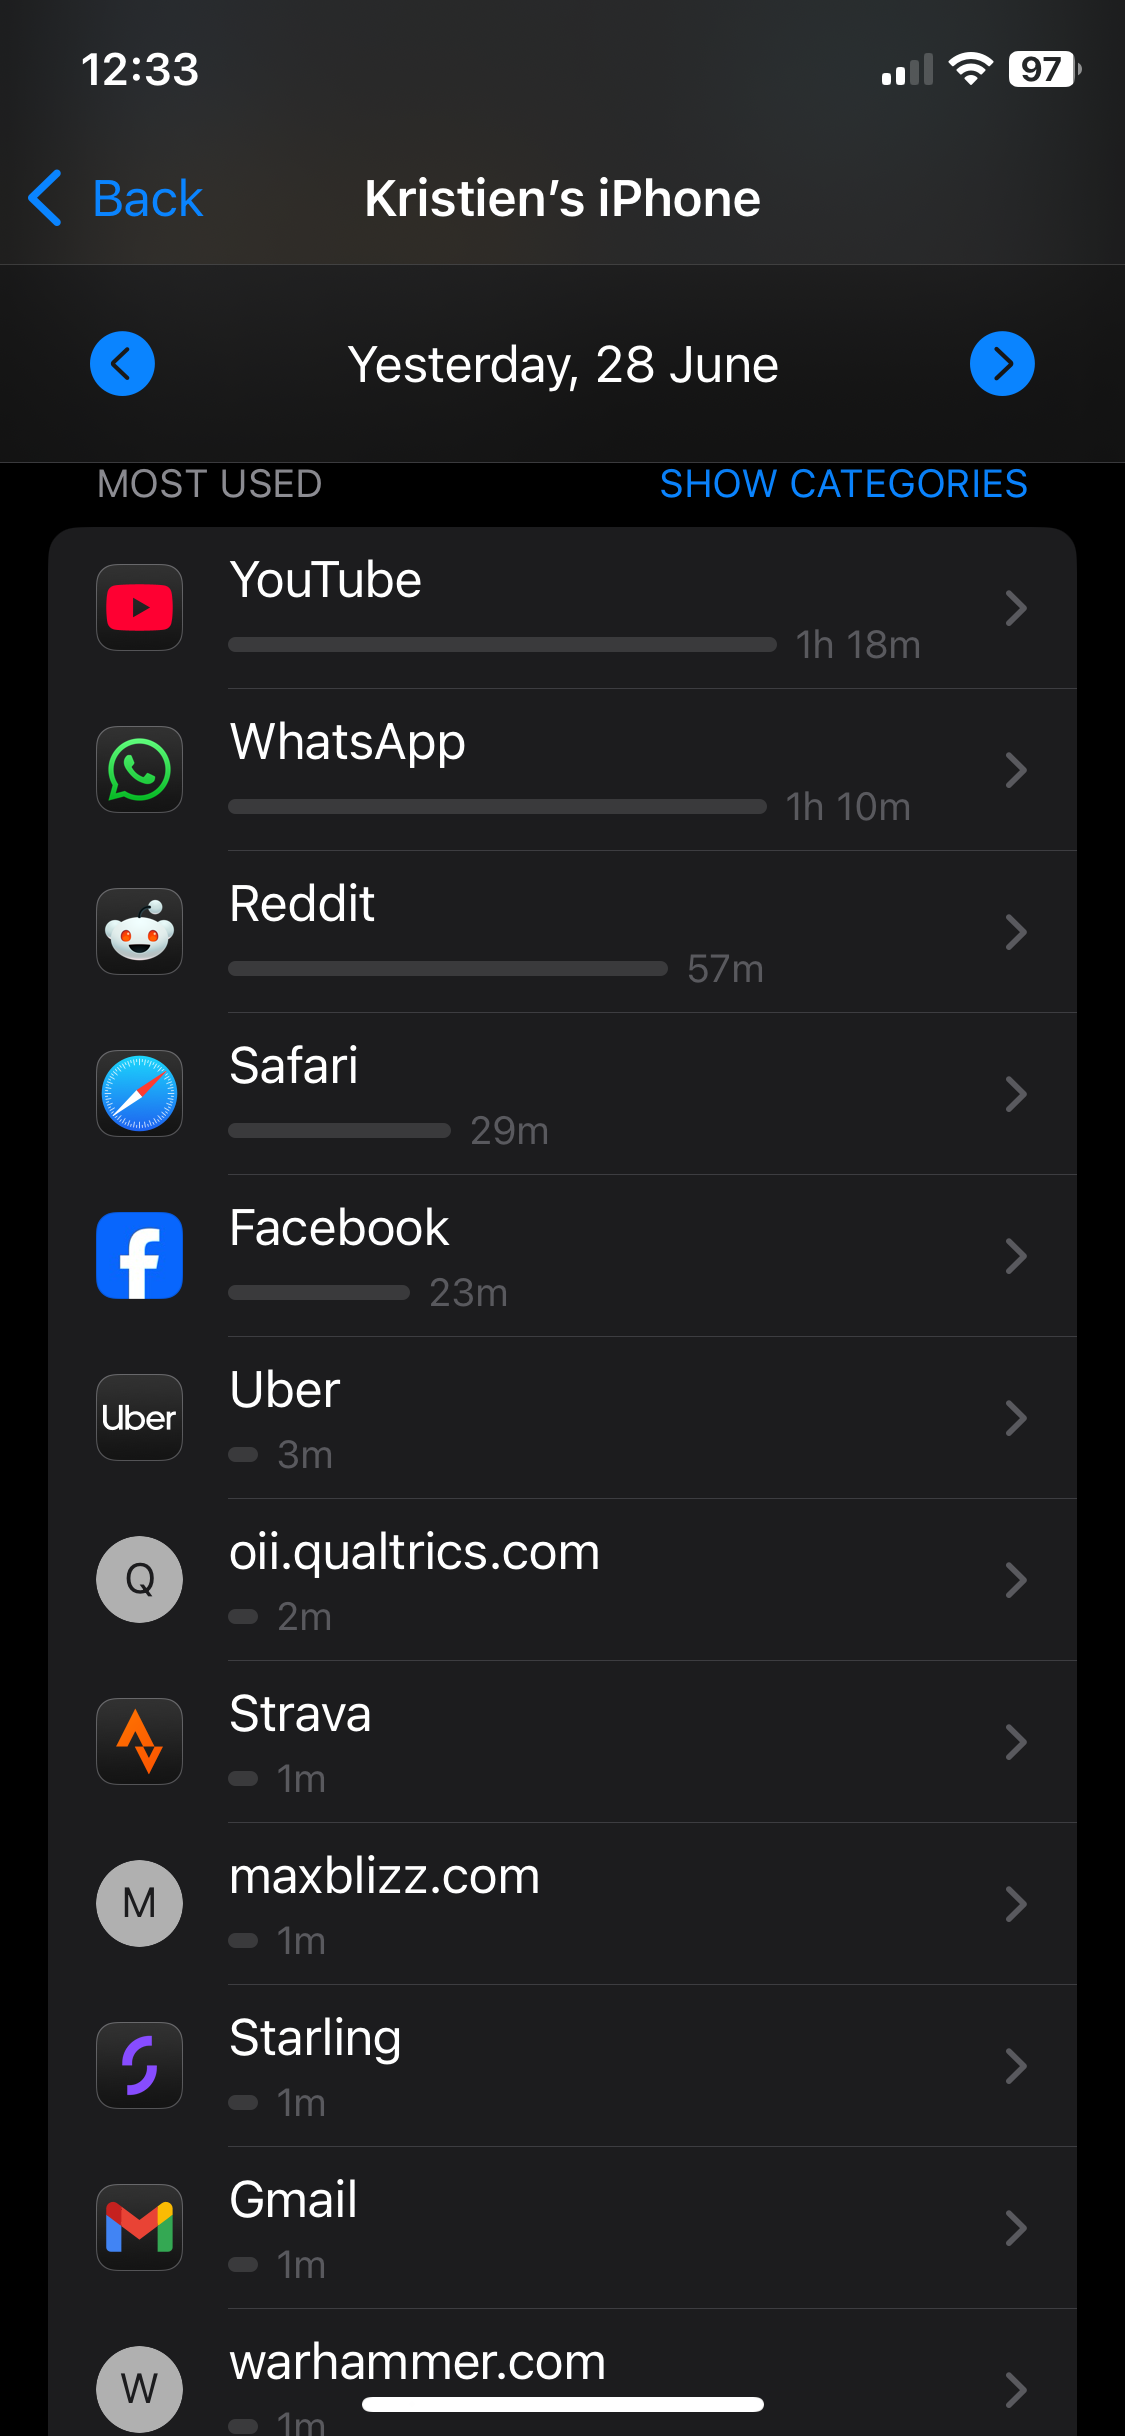 12:33
97
Back
Kristien’s iPhone
Yesterday, 28 June
MOST USED
SHOW CATEGORIES
YouTube
1h 18m
WhatsApp
1h 10m
Reddit
57m
Safari
29m
Facebook
23m
Uber
Uber
3m
oii.qualtrics.com
Q
2m
Strava
1m
maxblizz.com
M
1m
Starling
1m
Gmail
1m
warhammer.com
W
1m